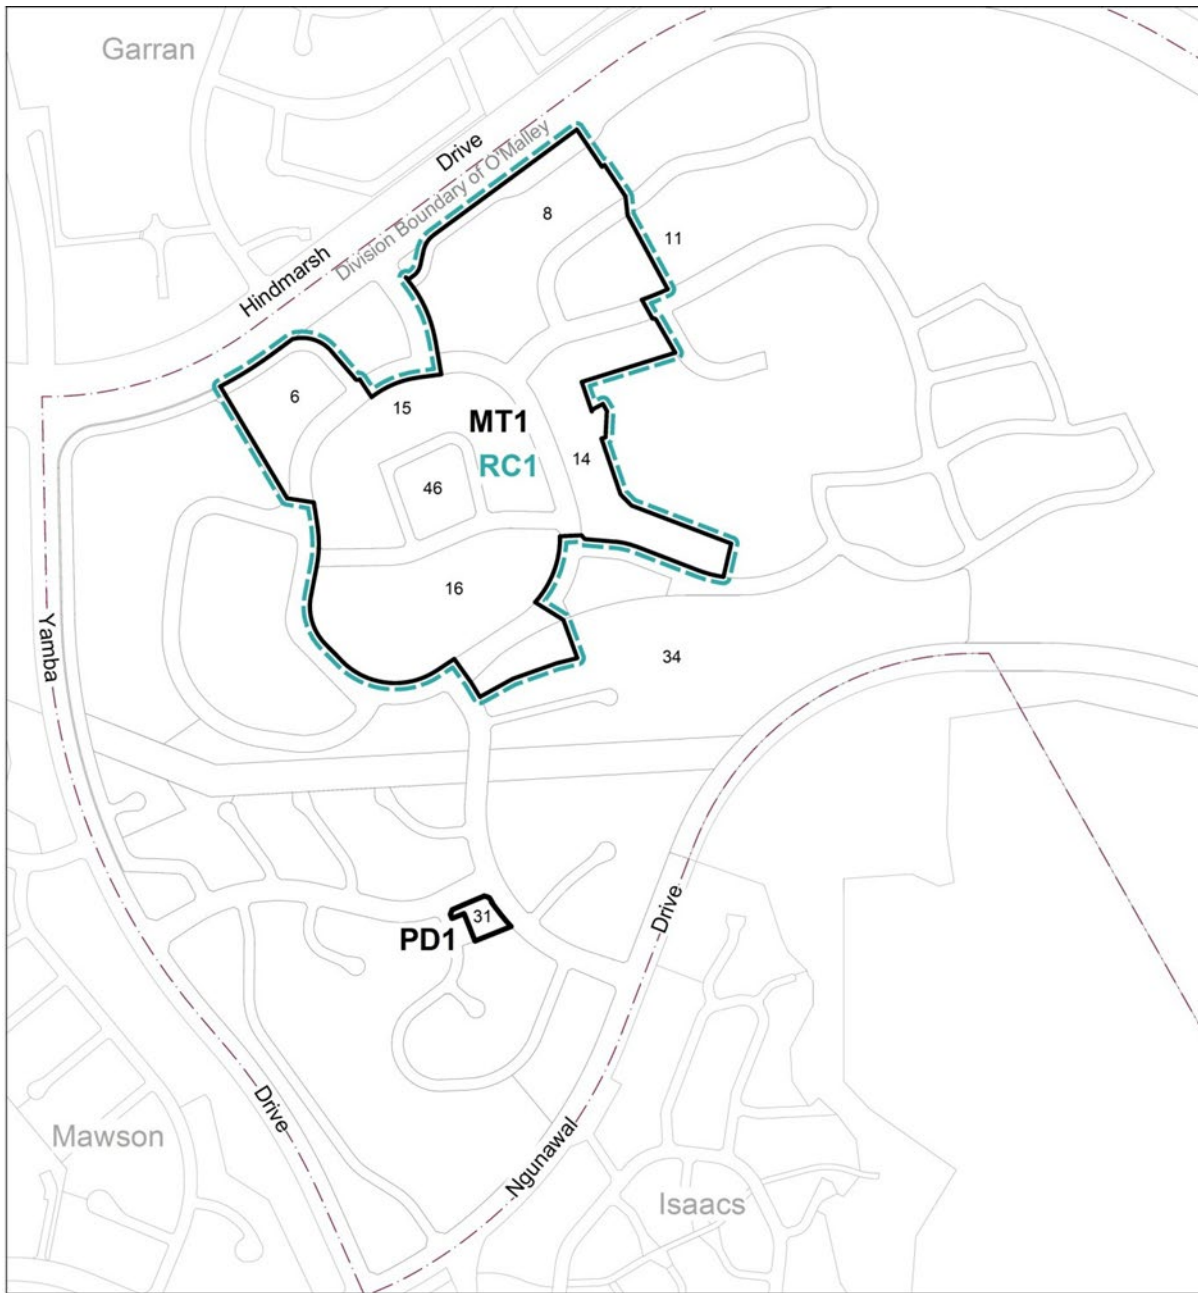 Garran
Drive
Division Boundary of O'Malley
8
11
Hindmarsh
6
15
MT1
RC1
14
46
16
Yamba
34
31
PD1
Drive
Drive
Mawson
Ngunawal
Isaacs